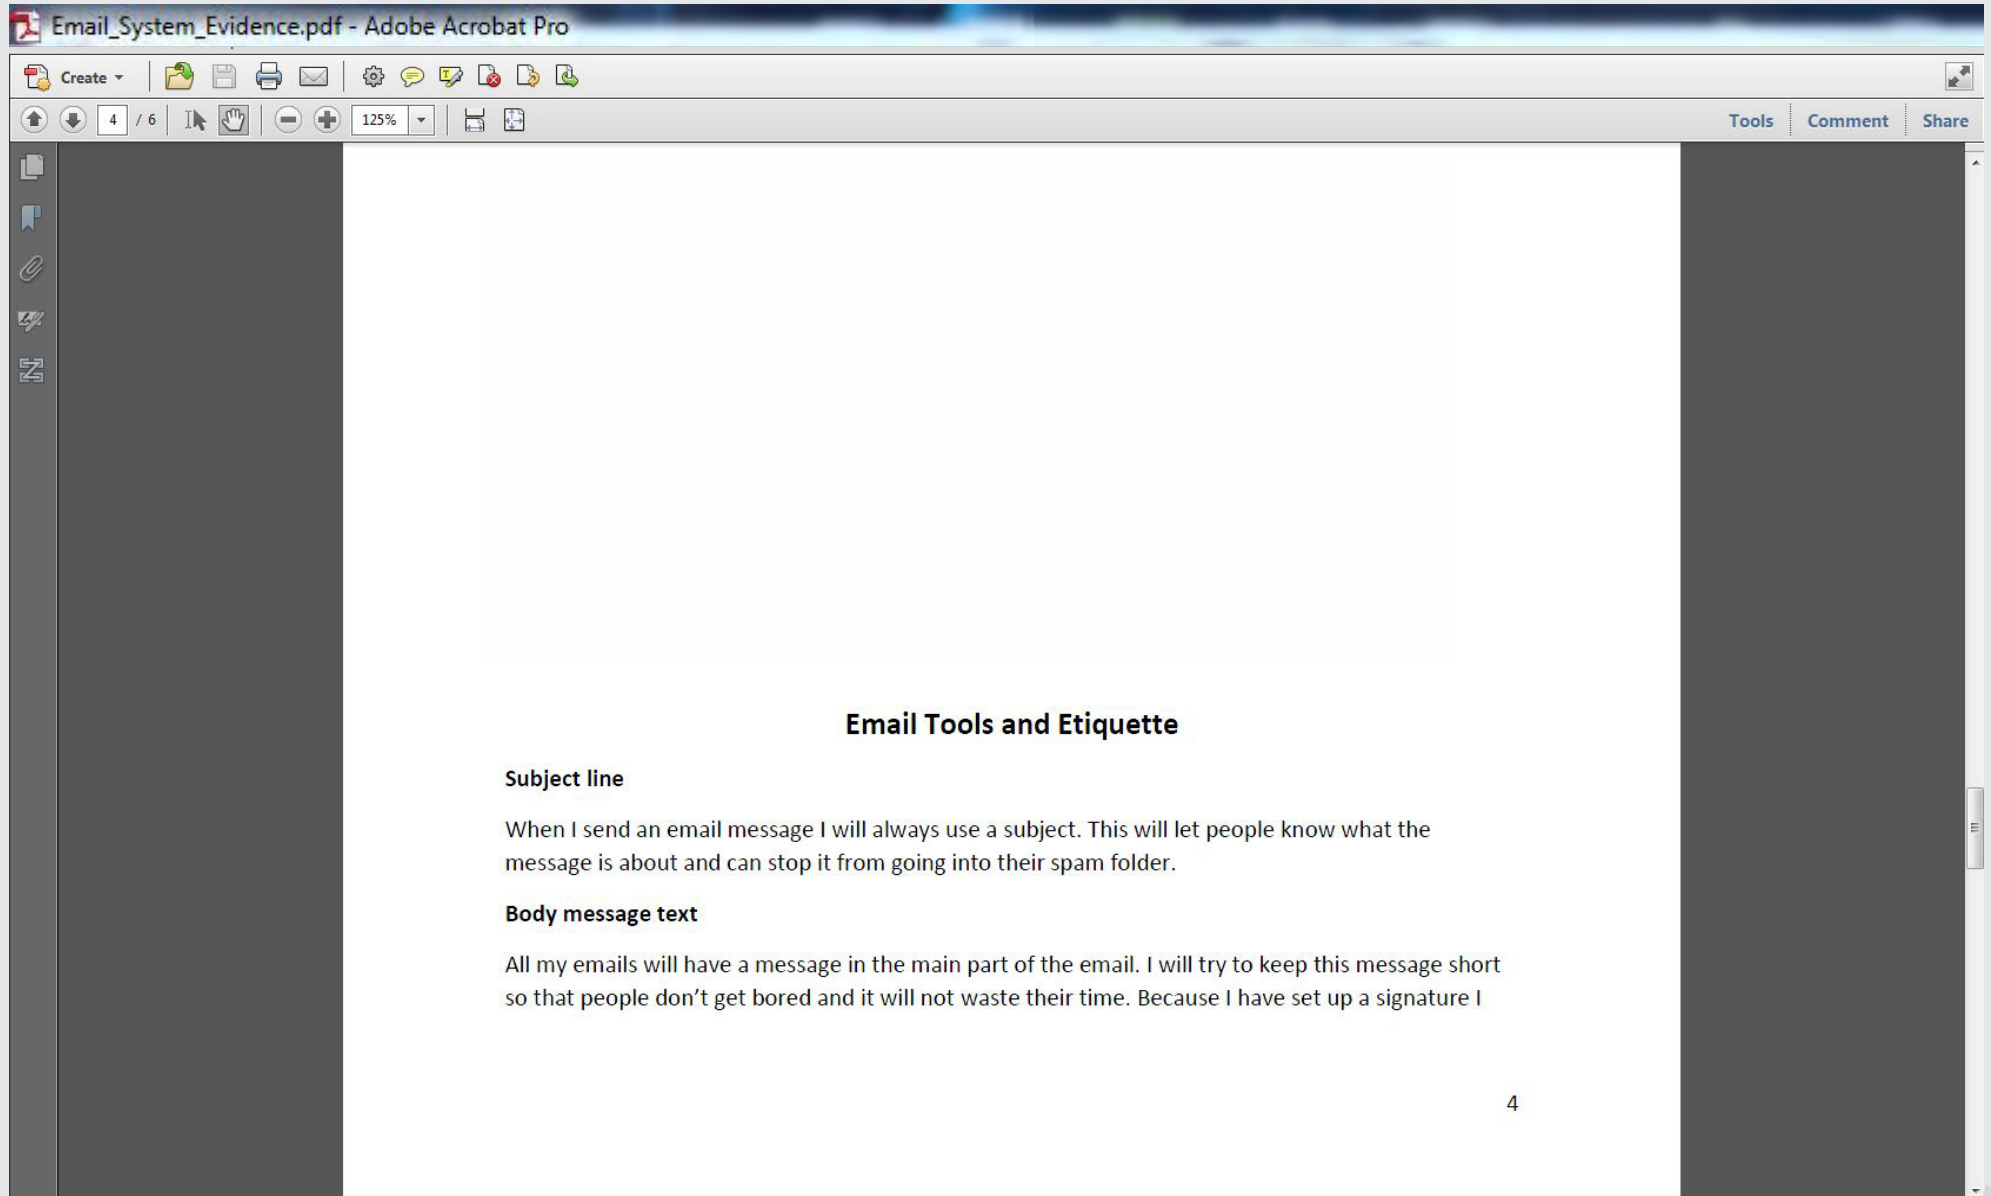 Email_System_Evidence.pdf - Adobe Acrobat Pro
Create
4 / 6
125%
Tools
Comment
Share
Email Tools and Etiquette
Subject line
When I send an email message I will always use a subject. This will let people know what the
message is about and can stop it from going into their spam folder.
Body message text
All my emails will have a message in the main part of the email. I will try to keep this message short
so that people don’t get bored and it will not waste their time. Because I have set up a signature I
4